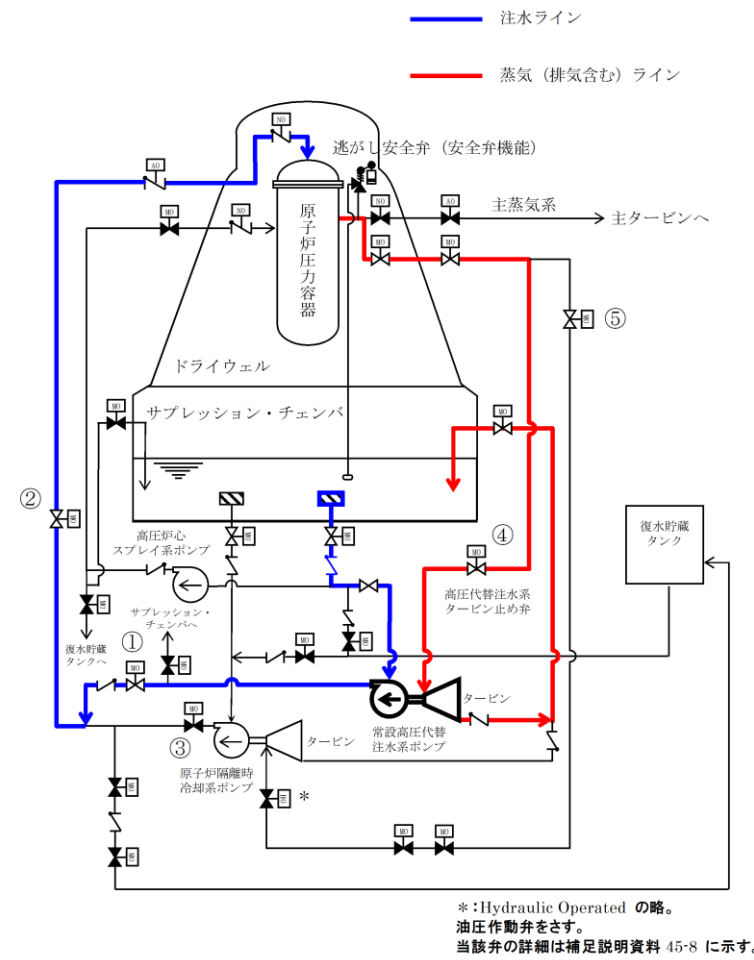 注水ライン
蒸気（排気含む）ライン
NO
AO
逃がし安全弁（安全弁機能）
MO
NO
原子炉圧力容器
NO
AO
主蒸気系
主タービンへ
MO
MO
MO
⑤
ドライウェル
MO
サプレッション・チェンバ
MO
②
MO
高圧炉心
スプレイ系ポンプ
MO
MO
④
MO
復水貯蔵
タンク
高圧代替注水系
タービン止め弁
MO
サプレッション・
チェンバへ
復水貯蔵
タンクへ
①
MO
MO
MO
MO
タービン
常設高圧代替
注水系ポンプ
MO
③
タービン
原子炉隔離時
冷却系ポンプ
MO
HO
＊
MO
MO
MO
＊:Hydraulic Operated の略。
油圧作動弁をさす。
当該弁の詳細は補足説明資料 45-8 に示す。